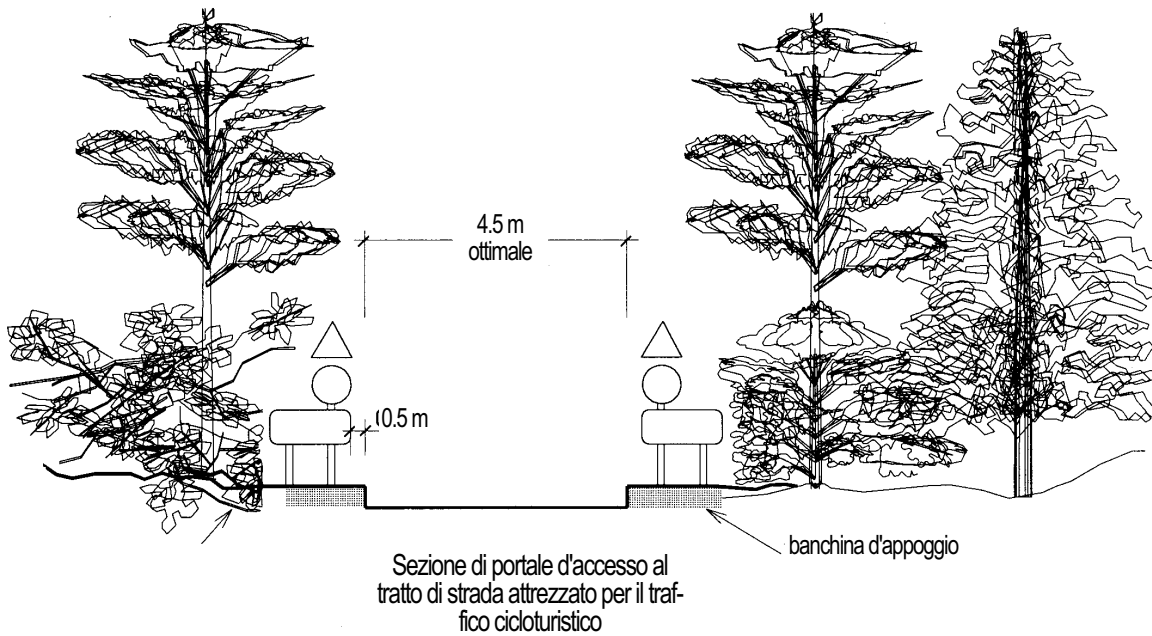 4.5 m
ottimale
0.5 m
banchina d'appoggio
Sezione di portale d'accesso al
tratto di strada attrezzato per il traf-
fico cicloturistico